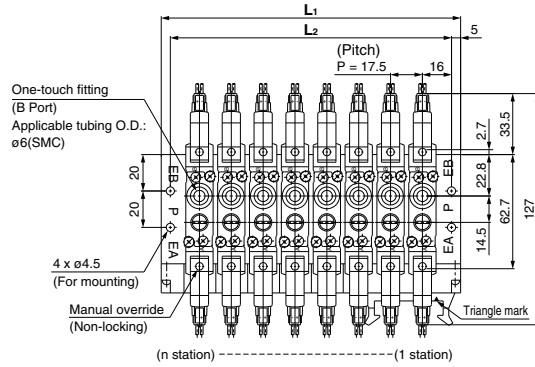 L1
L2
5
(Pitch)
P = 17.5
16
One-touch fitting
(B Port)
Applicable tubing O.D.:
ø6(SMC)
2.7
33.5
EB
EB
20
22.8
127
P
P
20
14.5
62.7
EA
EA
4 x ø4.5
(For mounting)
Manual override
(Non-locking)
Triangle mark
(n station)
(1 station)